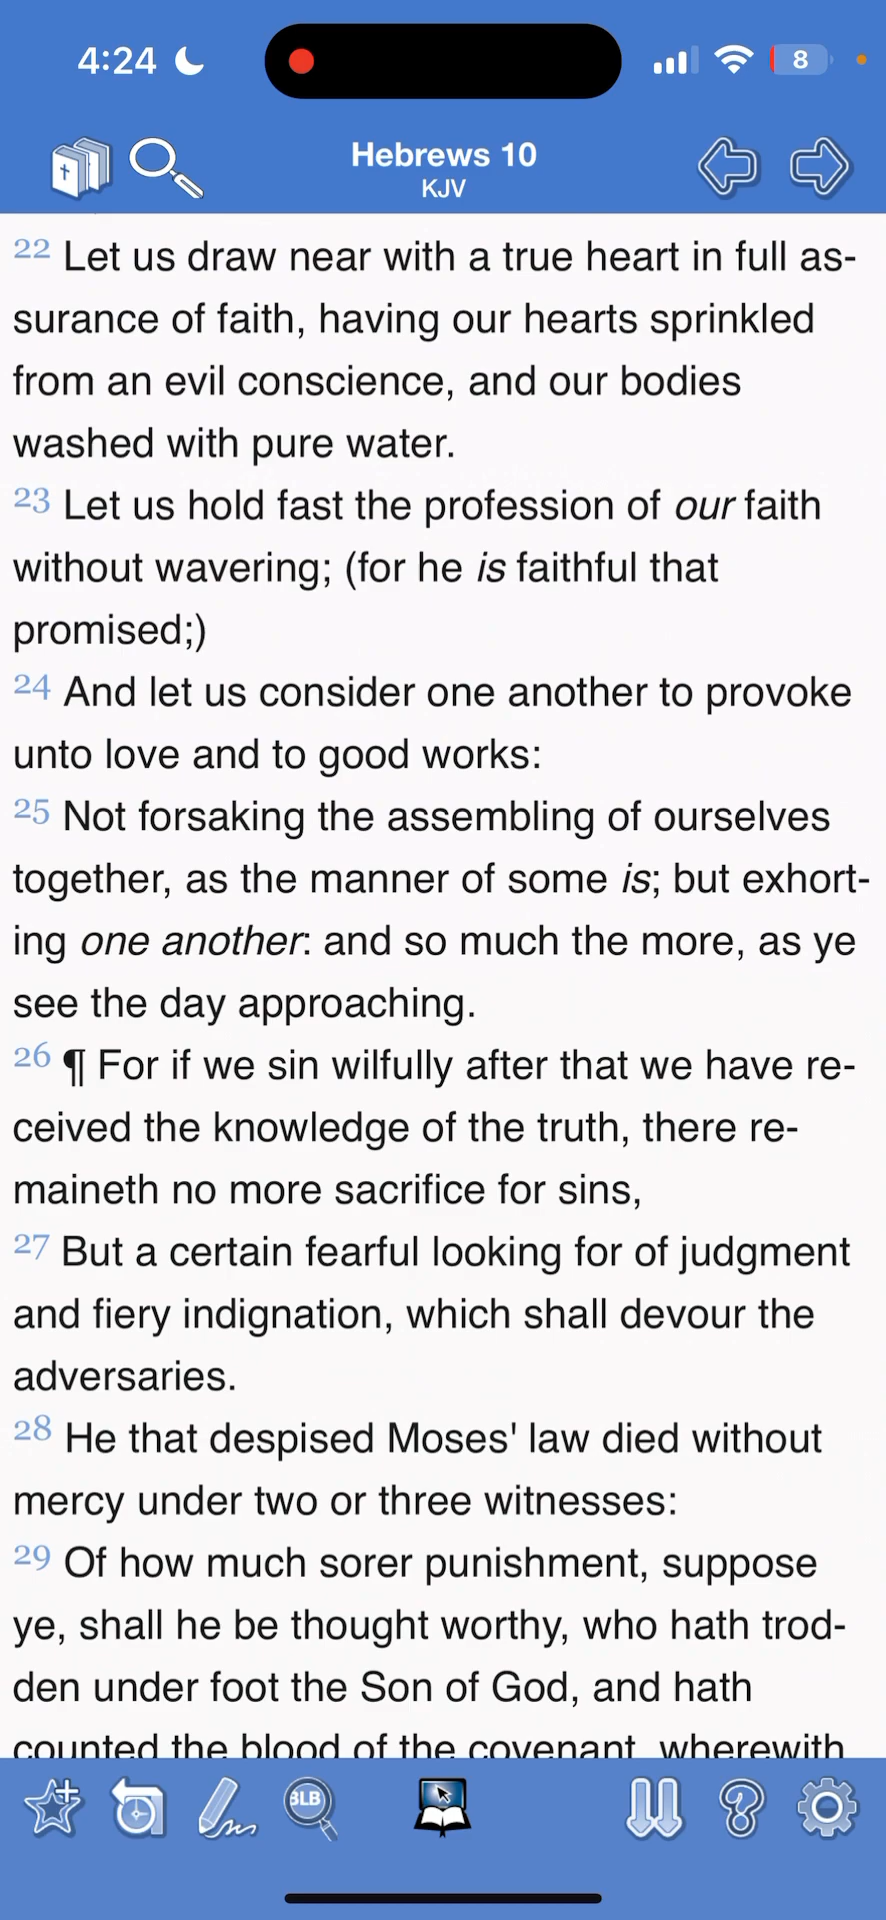 4:24
8
Hebrews 10
KJV
22 Let us draw near with a true heart in full as-
surance of faith, having our hearts sprinkled
from an evil conscience, and our bodies
washed with pure water.
23 Let us hold fast the profession of our faith
without wavering; (for he is faithful that
promised;)
24 And let us consider one another to provoke
unto love and to good works:
25 Not forsaking the assembling of ourselves
together, as the manner of some is; but exhort-
ing one another: and so much the more, as ye
see the day approaching.
26 ¶ For if we sin wilfully after that we have re-
ceived the knowledge of the truth, there re-
maineth no more sacrifice for sins,
27 But a certain fearful looking for of judgment
and fiery indignation, which shall devour the
adversaries.
28 He that despised Moses' law died without
mercy under two or three witnesses:
29 Of how much sorer punishment, suppose
ye, shall he be thought worthy, who hath trod-
den under foot the Son of God, and hath
counted the blood of the covenant, wherewith
BLB